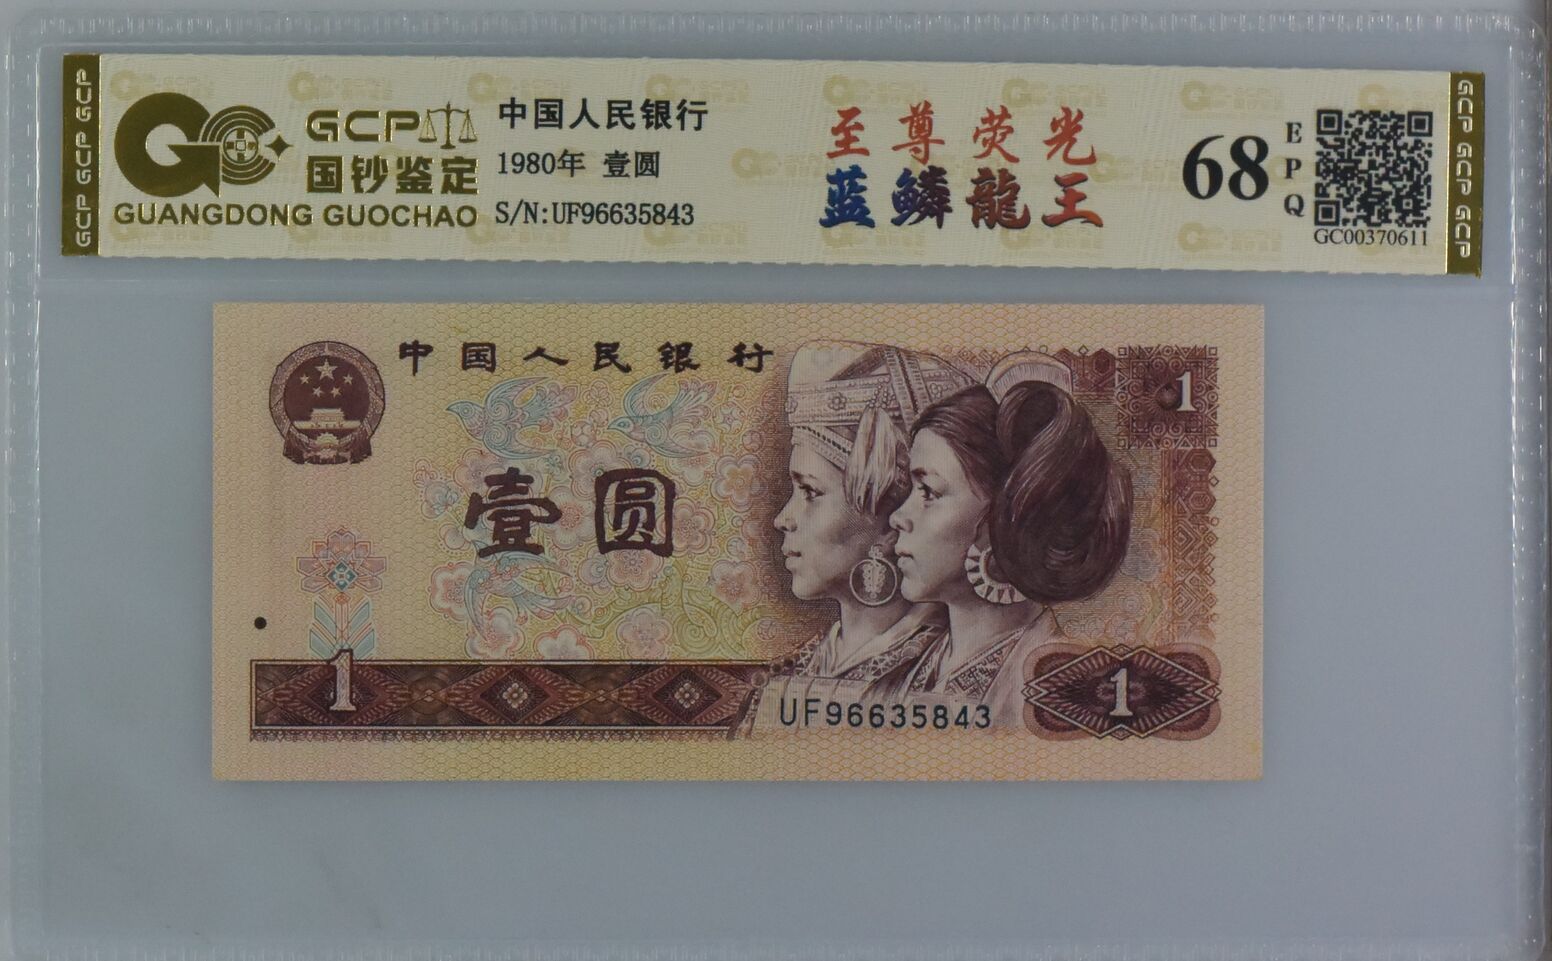 GCP GCP GCP
GCP
国钞鉴定
GUANGDONG GUOCHAO
中国人民银行
1980年 壹圆
S/N:UF96635843
至尊荧光
蓝鳞龍王
68
EPQ
GC00370611
GCP GCP GCP
中国人民银行
1
壹圆
1
UF96635843
1